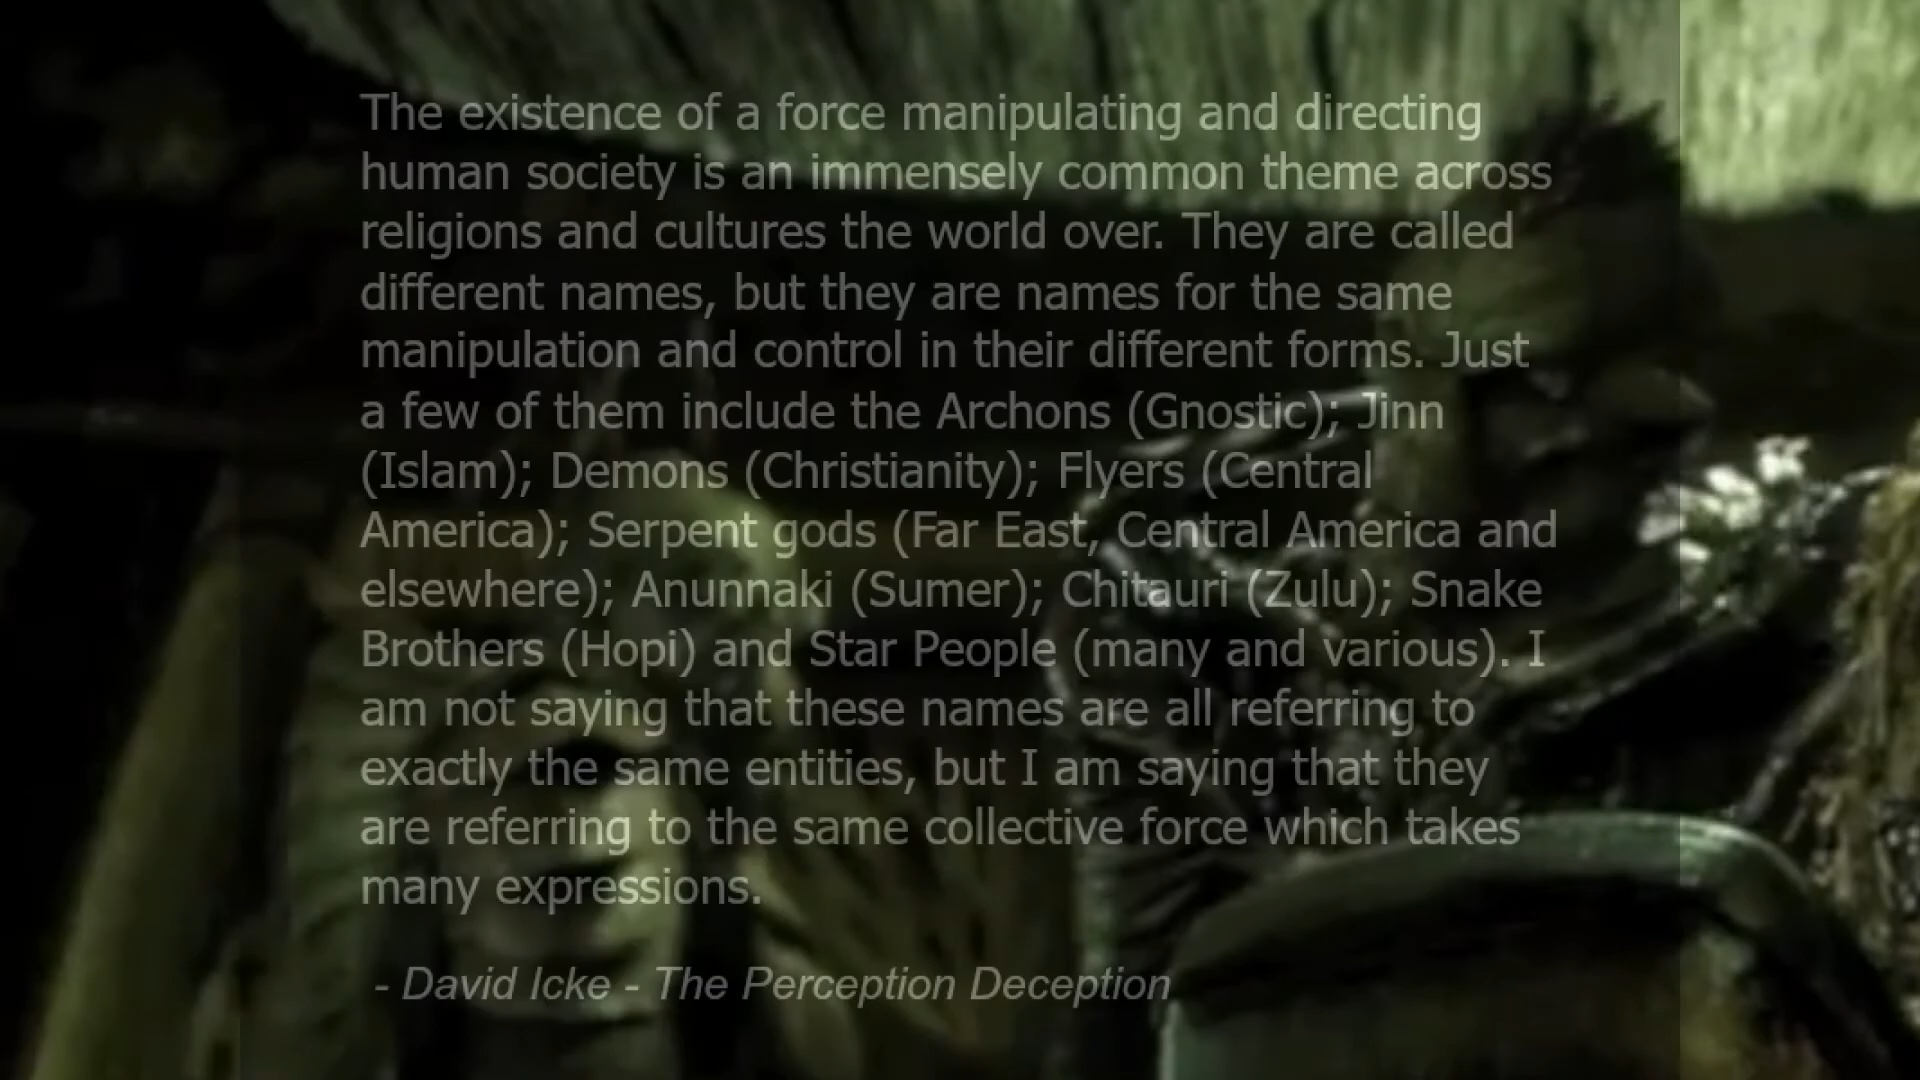 The existence of a force manipulating and directing
human society is an immensely common theme across
religions and cultures the world over. They are called
different names, but they are names for the same
manipulation and control in their different forms. Just
a few of them include the Archons (Gnostic); Jinn
(Islam); Demons (Christianity); Flyers (Central
America); Serpent gods (Far East, Central America and
elsewhere); Anunnaki (Sumer); Chitauri (Zulu); Snake
Brothers (Hopi) and Star People (many and various). I
am not saying that these names are all referring to
exactly the same entities, but I am saying that they
are referring to the same collective force which takes
many expressions.
- David Icke - The Perception Deception